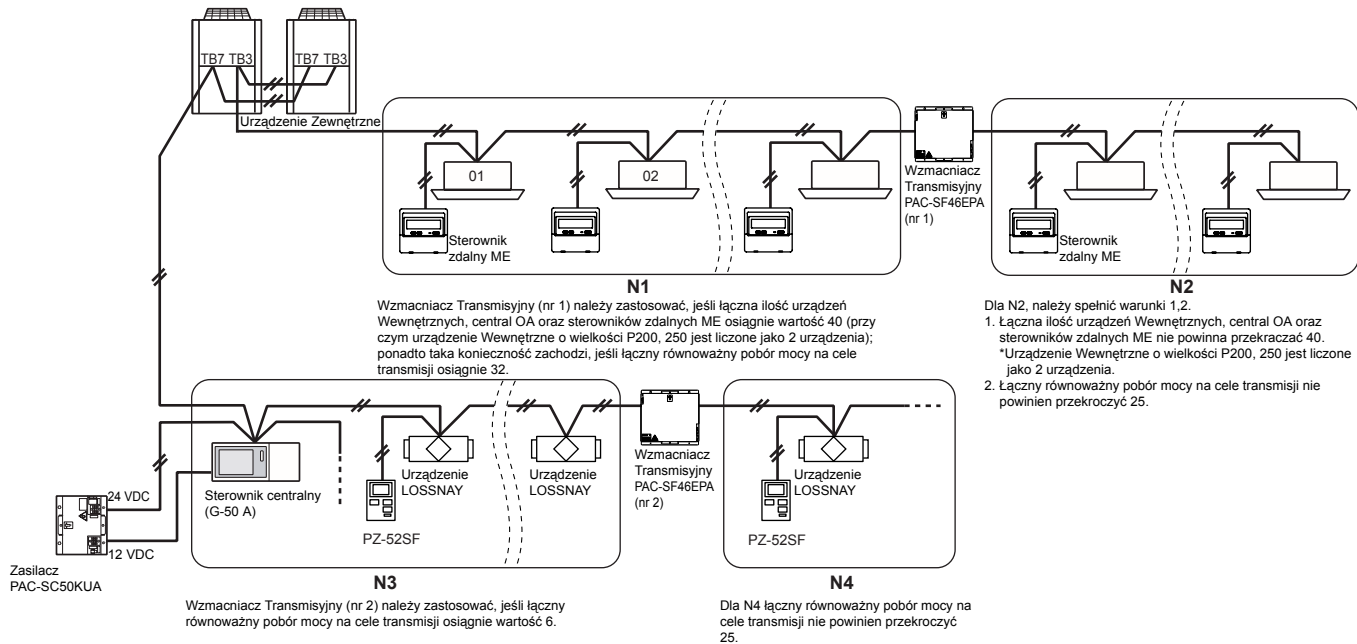 TB7 TB3
TB7 TB3
Urządzenie Zewnętrzne
01
02
Sterownik
zdalny ME
Wzmacniacz
Transmisyjny
PAC-SF46EPA
(nr 1)
Sterownik
zdalny ME
N1
Wzmacniacz Transmisyjny (nr 1) należy zastosować, jeśli łączna ilość urządzeń
Wewnętrznych, central OA oraz sterowników zdalnych ME osiągnie wartość 40 (przy
czym urządzenie Wewnętrzne o wielkości P200, 250 jest liczone jako 2 urządzenia);
ponadto taka konieczność zachodzi, jeśli łączny równoważny pobór mocy na cele
transmisji osiągnie 32.
N2
Dla N2, należy spełnić warunki 1,2.
1. Łączna ilość urządzeń Wewnętrznych, central OA oraz
sterowników zdalnych ME nie powinna przekraczać 40.
*Urządzenie Wewnętrzne o wielkości P200, 250 jest liczone
jako 2 urządzenia.
2. Łączny równoważny pobór mocy na cele transmisji nie
powinien przekroczyć 25.
24 VDC
12 VDC
Zasilacz
PAC-SC50KUA
Sterownik centralny
(G-50 A)
PZ-52SF
Urządzenie
LOSSNAY
Urządzenie
LOSSNAY
Wzmacniacz
Transmisyjny
PAC-SF46EPA
(nr 2)
PZ-52SF
Urządzenie
LOSSNAY
N3
Wzmacniacz Transmisyjny (nr 2) należy zastosować, jeśli łączny
równoważny pobór mocy na cele transmisji osiągnie wartość 6.
N4
Dla N4 łączny równoważny pobór mocy na
cele transmisji nie powinien przekroczyć
25.